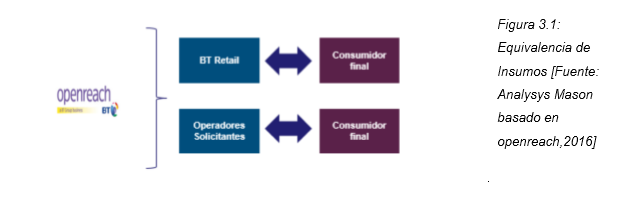 openreach
BT
BT Retail
Consumidor
final
Operadores
Solicitantes
Consumidor
final
Figura 3.1:
Equivalencia de
Insumos [Fuente:
Analysys Mason
basado en
openreach,2016]
.